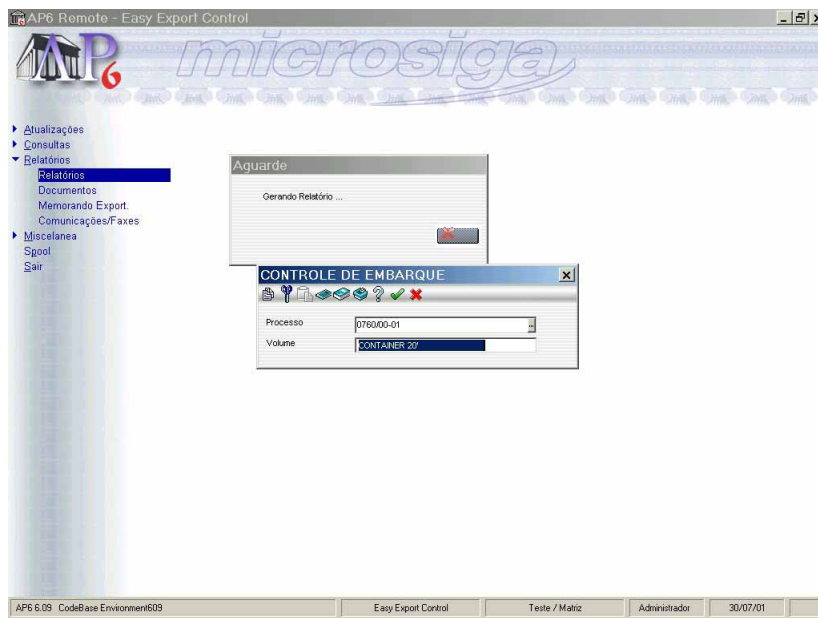 AP6 Remote - Easy Export Control
AP6
microsiga
Atualizações
Consultas
Relatórios
Relatórios
Documentos
Memorando Export.
Comunicações/Faxes
Miscelanea
Spool
Sair
Aguarde
Gerando Relatório ...
CONTROLE DE EMBARQUE
Processo 0760/00-01
Volume CONTAINER 20'
AP6 6.09 CodeBase Environment609 Easy Export Control Teste / Matriz Administrador 30/07/01